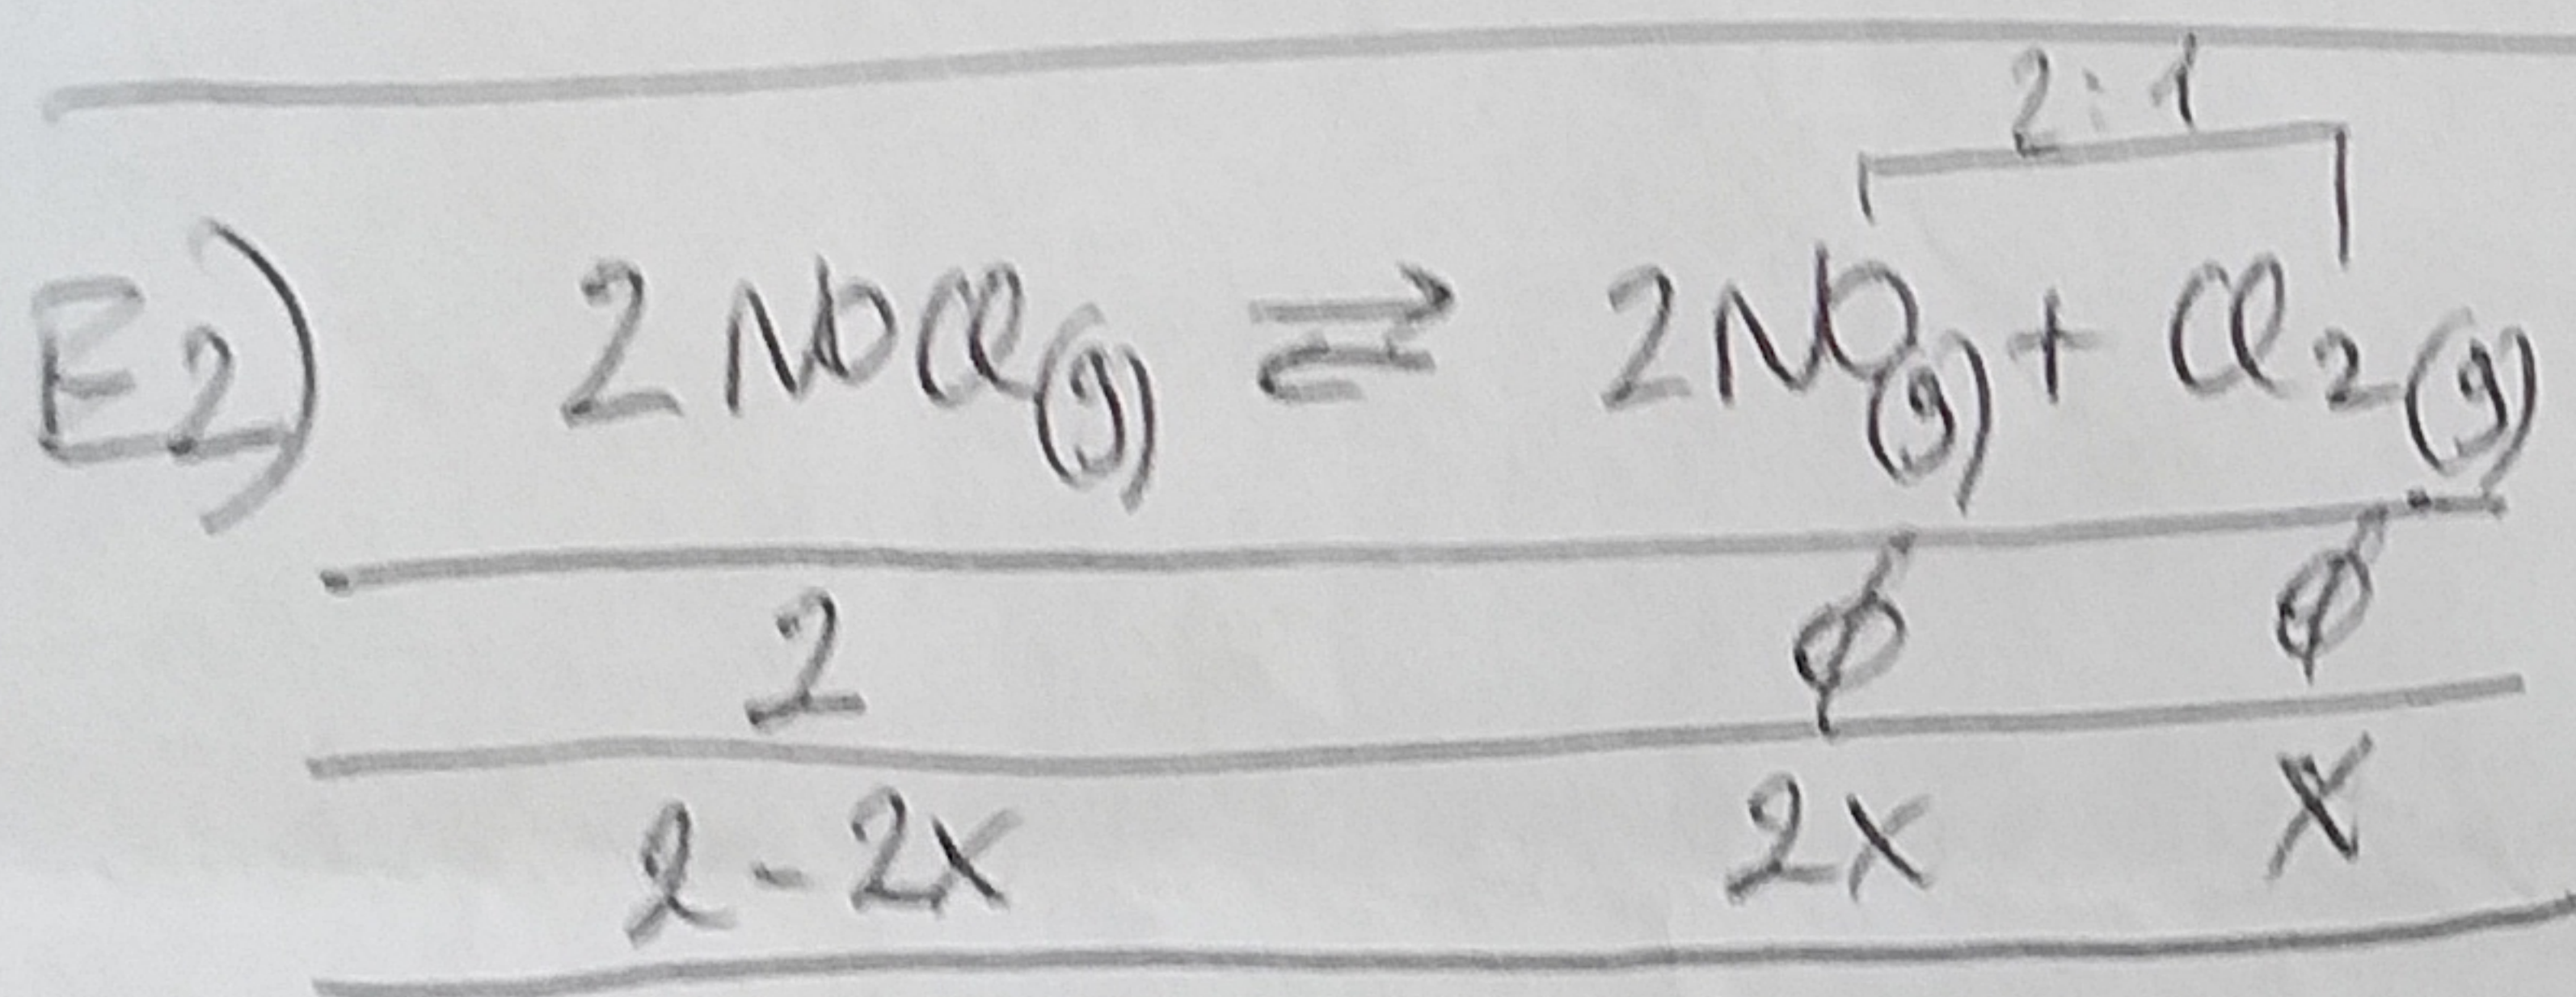 2:1
E2) 2NOCl(g) ⇄ 2NO(g) + Cl2(g)
2 ϕ ϕ
2-2x 2x x